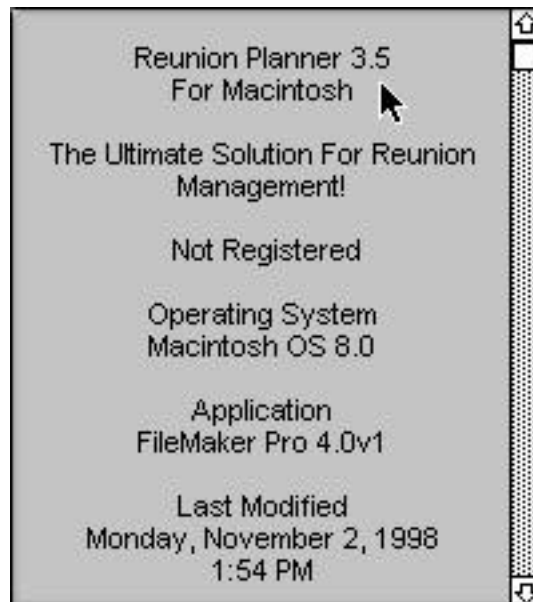 Reunion Planner 3.5
For Macintosh
The Ultimate Solution For Reunion
Management!
Not Registered
Operating System
Macintosh OS 8.0
Application
FileMaker Pro 4.0v1
Last Modified
Monday, November 2, 1998
1:54 PM